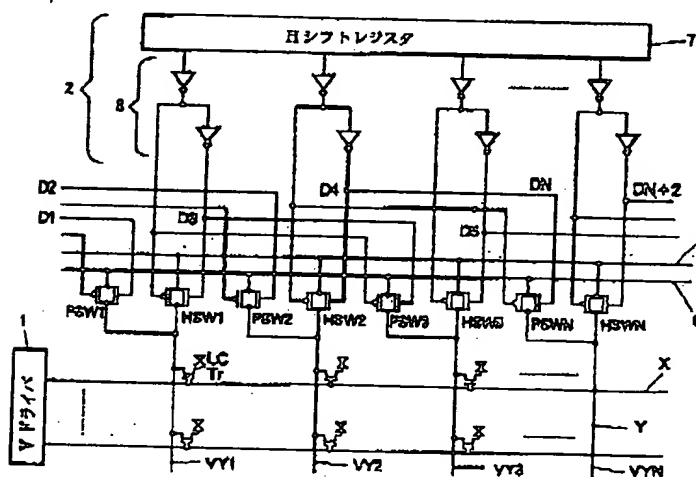 Hシフトレジスタ
7
2
8
D2
D4
DN
DN+2
D1
D3
D5
PSW1
HSW1
PSW2
HSW2
PSW3
HSW3
PSWN
HSWN
1
Vドライバ
LC
Tr
X
Y
VY1
VY2
VY3
VYN